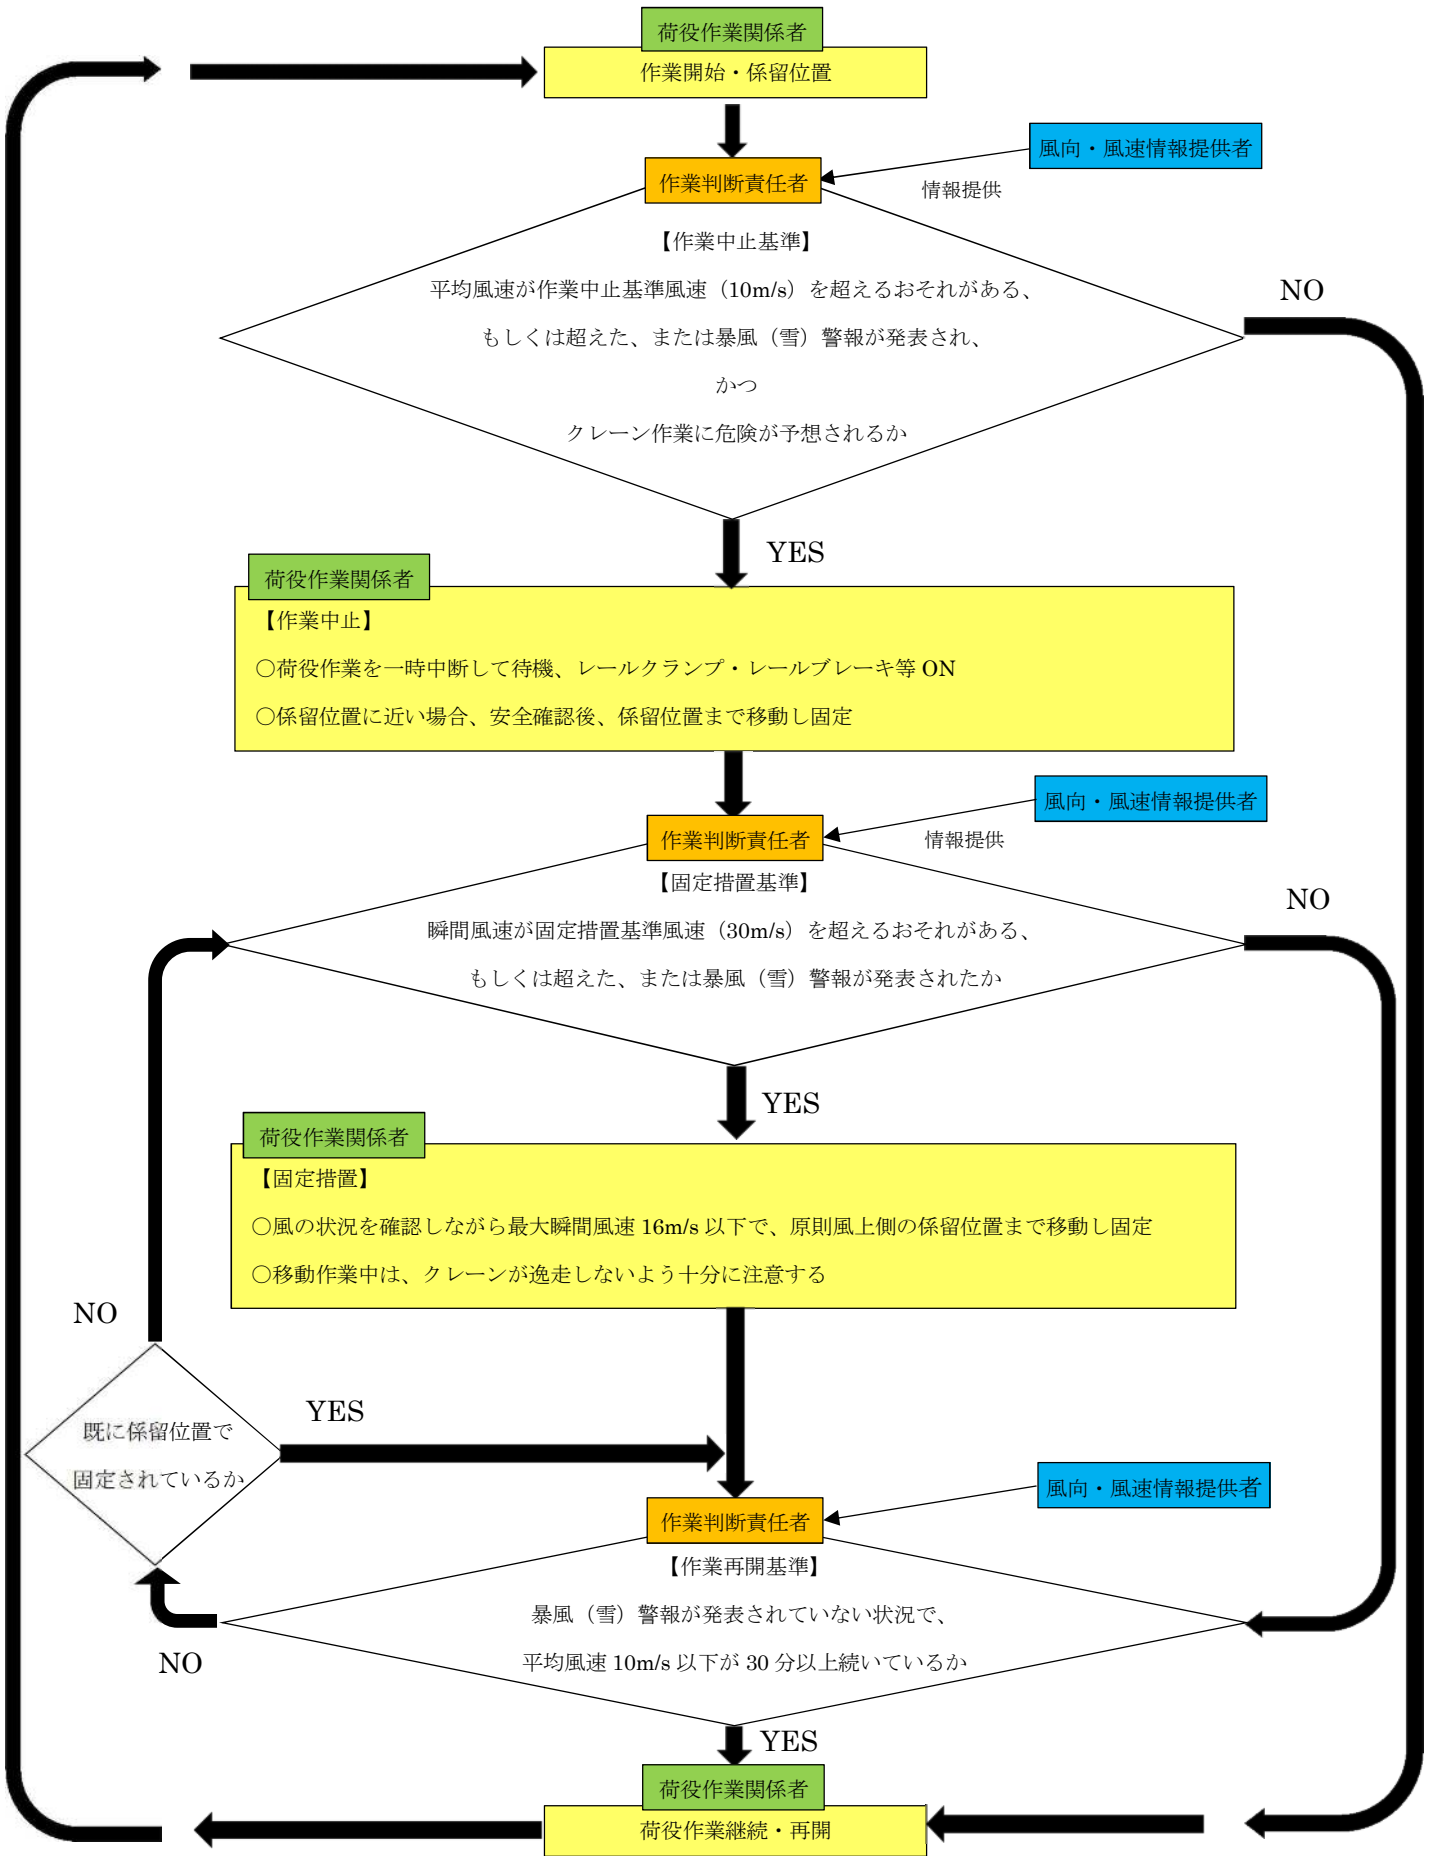 荷役作業関係者
作業開始・係留位置
風向・風速情報提供者
作業判断責任者
情報提供
【作業中止基準】
平均風速が作業中止基準風速（10m/s）を超えるおそれがある、
NO
もしくは超えた、または暴風（雪）警報が発表され、
かつ
クレーン作業に危険が予想されるか
YES
荷役作業関係者
【作業中止】
○荷役作業を一時中断して待機、レールクランプ・レールブレーキ等 ON
○係留位置に近い場合、安全確認後、係留位置まで移動し固定
風向・風速情報提供者
作業判断責任者
情報提供
【固定措置基準】
NO
瞬間風速が固定措置基準風速（30m/s）を超えるおそれがある、
もしくは超えた、または暴風（雪）警報が発表されたか
YES
荷役作業関係者
【固定措置】
○風の状況を確認しながら最大瞬間風速 16m/s 以下で、原則風上側の係留位置まで移動し固定
○移動作業中は、クレーンが逸走しないよう十分に注意する
NO
YES
既に係留位置で
固定されているか
風向・風速情報提供者
作業判断責任者
【作業再開基準】
暴風（雪）警報が発表されていない状況で、
平均風速 10m/s 以下が 30 分以上続いているか
NO
YES
荷役作業関係者
荷役作業継続・再開